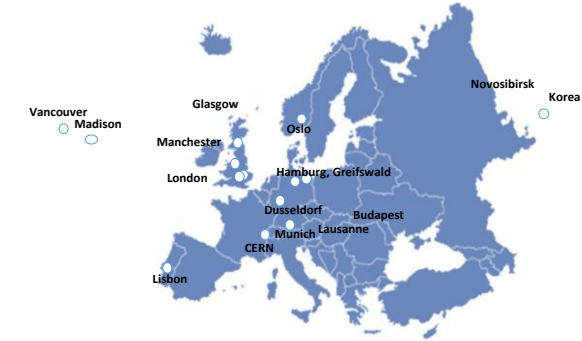 Novosibirsk
Korea
Glasgow
Vancouver
Madison
Oslo
Manchester
Hamburg, Greifswald
London
Dusseldorf
Budapest
Munich
Lausanne
CERN
Lisbon